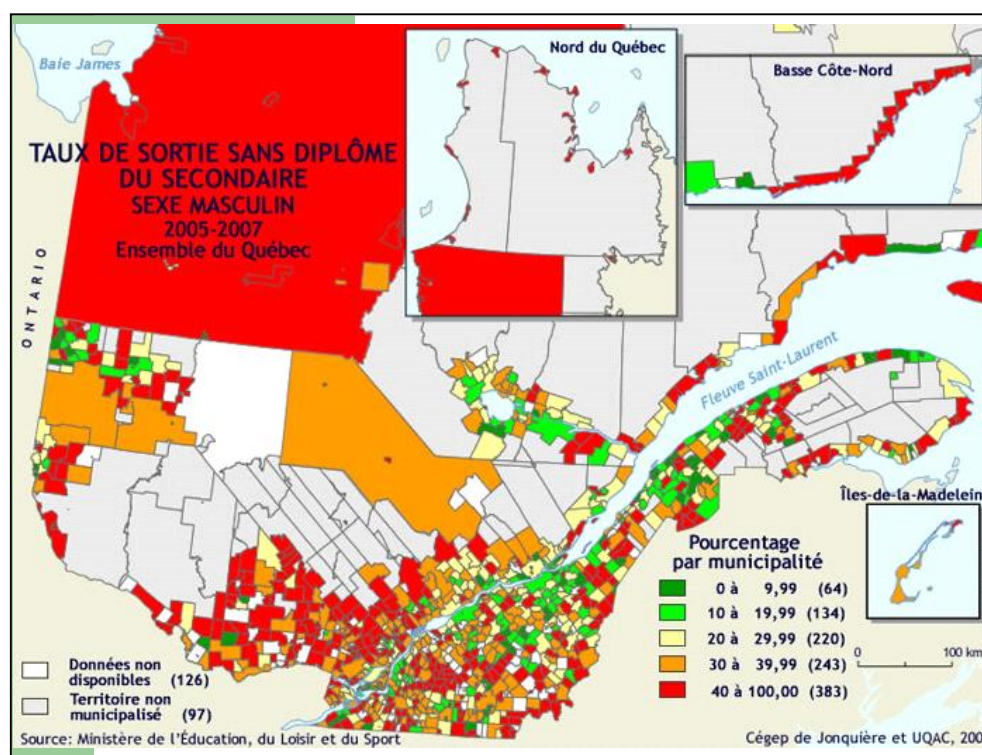 Baie James
TAUX DE SORTIE SANS DIPLÔME
DU SECONDAIRE
SEXE MASCULIN
2005-2007
Ensemble du Québec
ONTARIO
Nord du Québec
Basse Côte-Nord
Fleuve Saint-Laurent
Îles-de-la-Madelein
Pourcentage
par municipalité
0 à 9,99 (64)
10 à 19,99 (134)
20 à 29,99 (220)
30 à 39,99 (243)
40 à 100,00 (383)
0 100 km
Données non
disponibles (126)
Territoire non
municipalisé (97)
Source: Ministère de l'Éducation, du Loisir et du Sport
Cégep de Jonquière et UQAC, 200